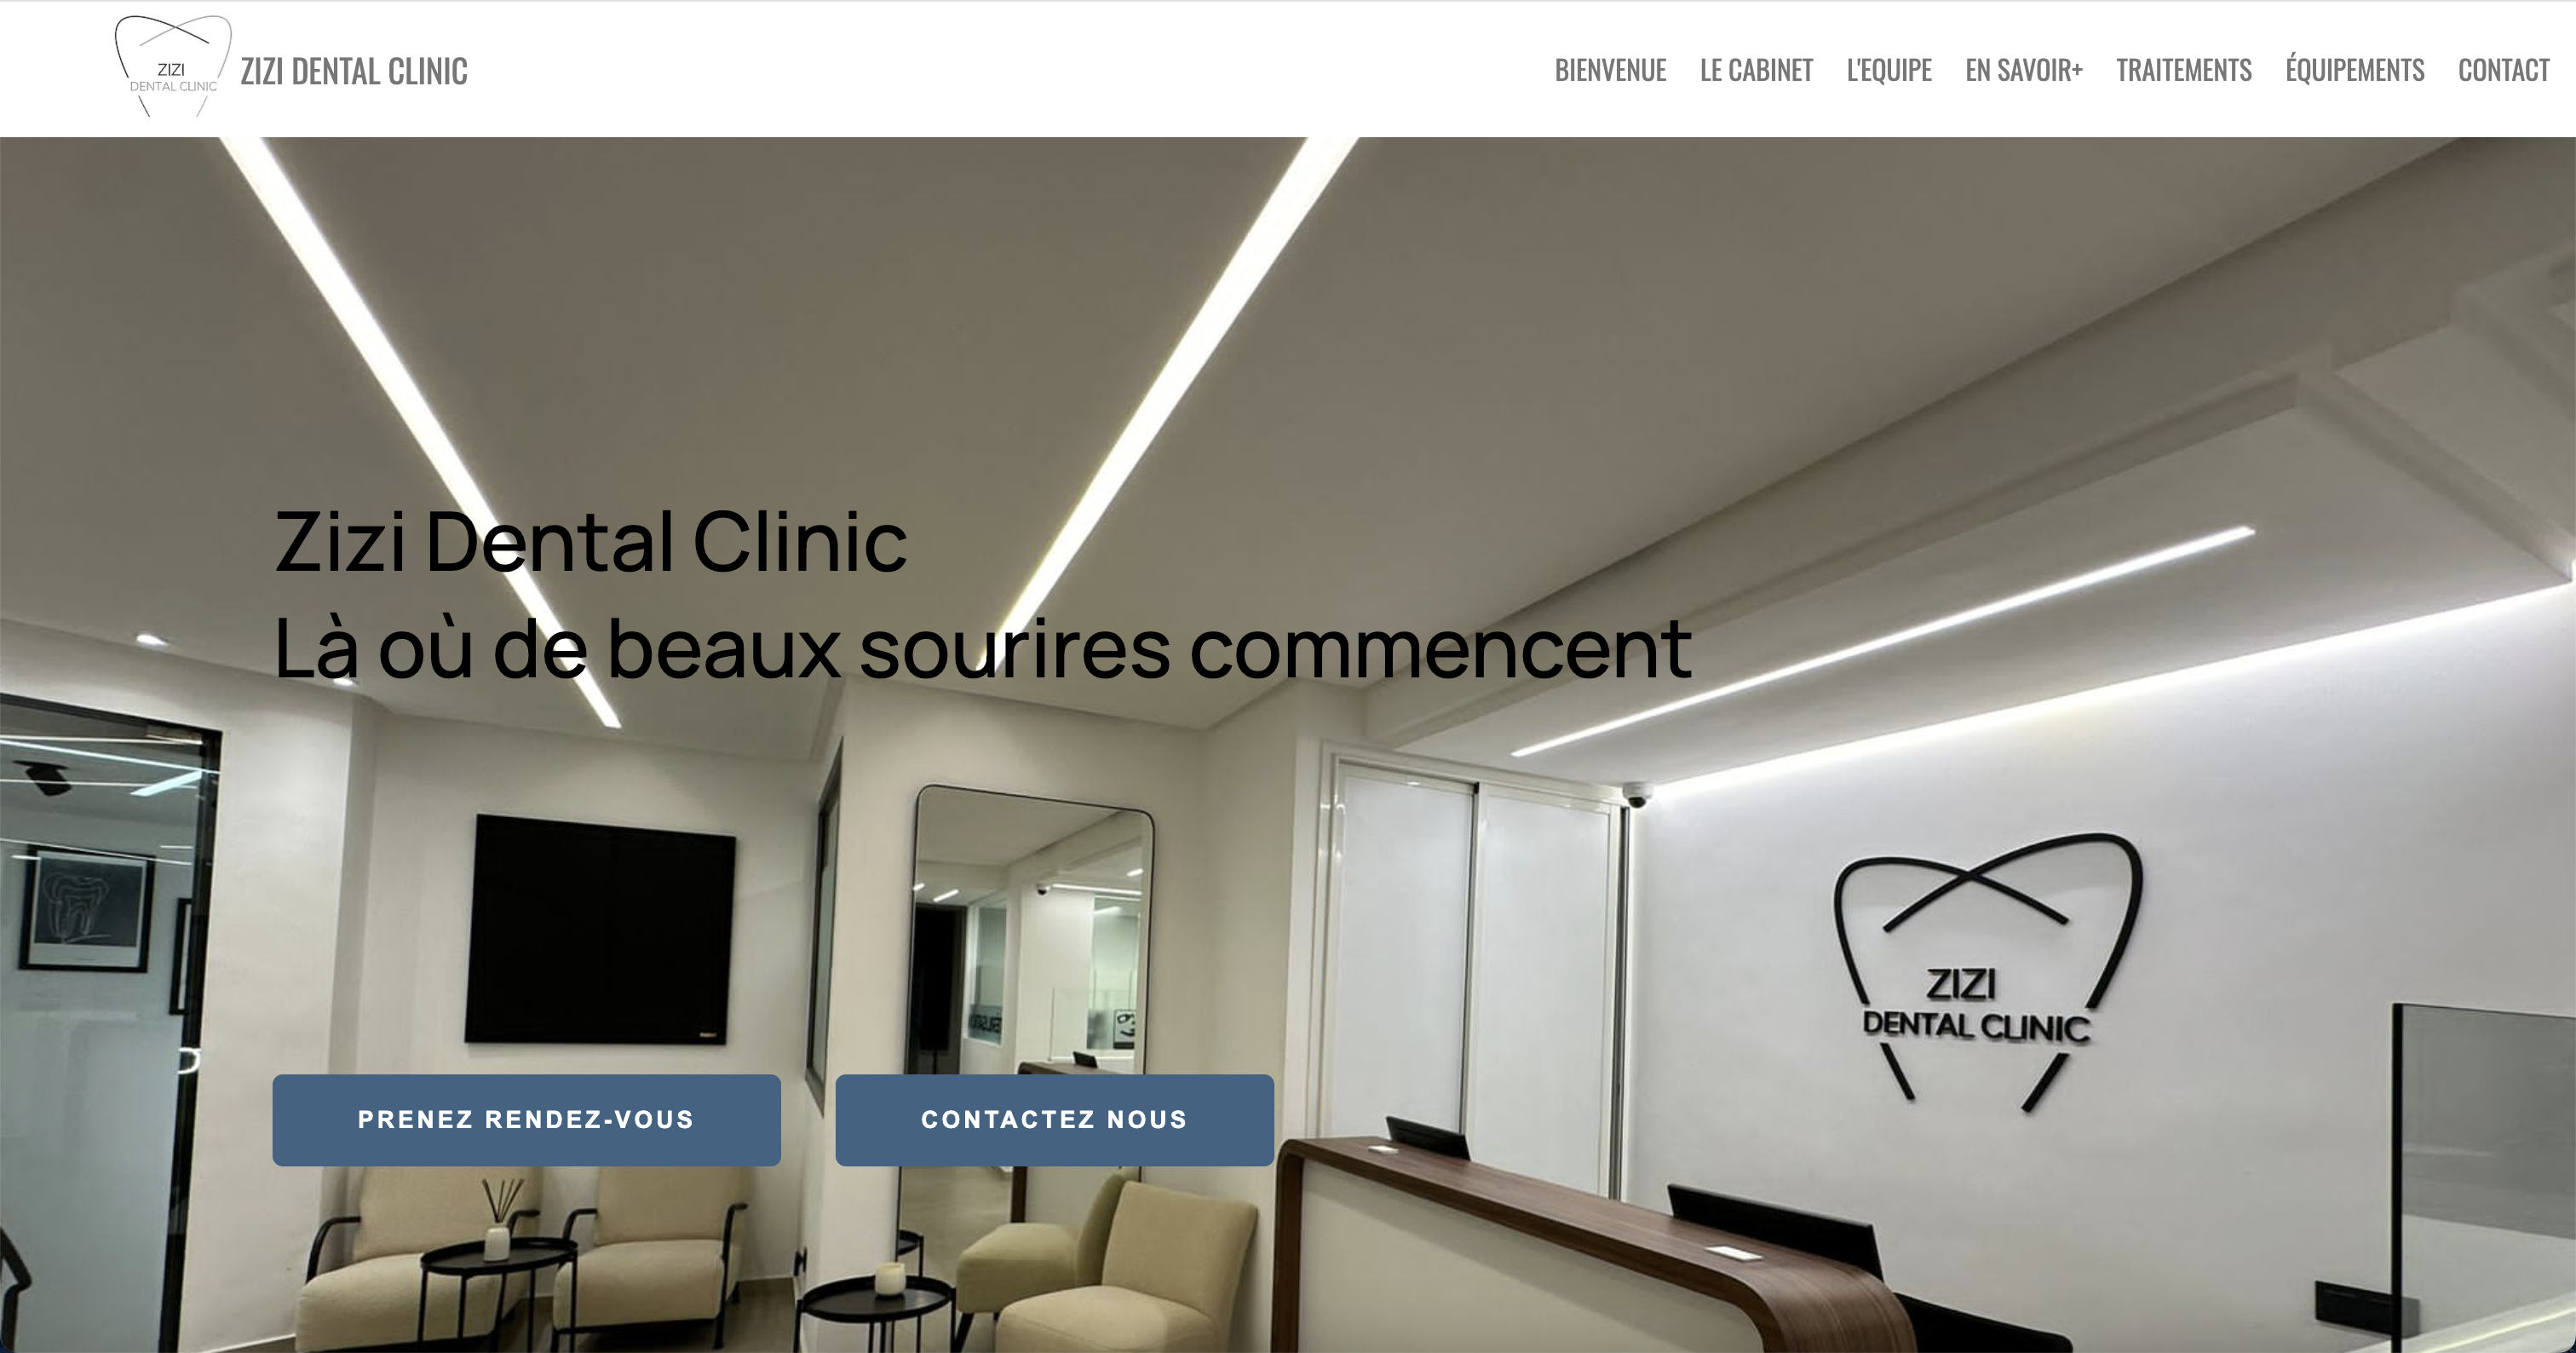 ZIZI
DENTAL CLINIC
ZIZI DENTAL CLINIC
BIENVENUE LE CABINET L'EQUIPE EN SAVOIR+ TRAITEMENTS ÉQUIPEMENTS CONTACT
Zizi Dental Clinic
Là où de beaux sourires commencent
ZIZI
DENTAL CLINIC
PRENEZ RENDEZ-VOUS
CONTACTEZ NOUS